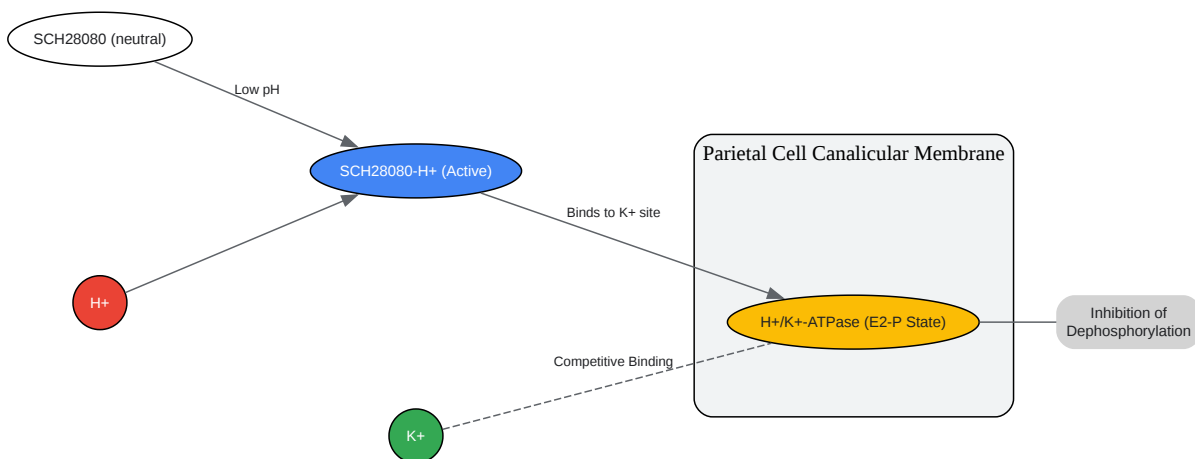 SCH28080 (neutral)
Low pH
Parietal Cell Canalicular Membrane
SCH28080-H+ (Active)
Binds to K+ site
H+
H+/K+-ATPase (E2-P State)
Inhibition of
Dephosphorylation
Competitive Binding
K+